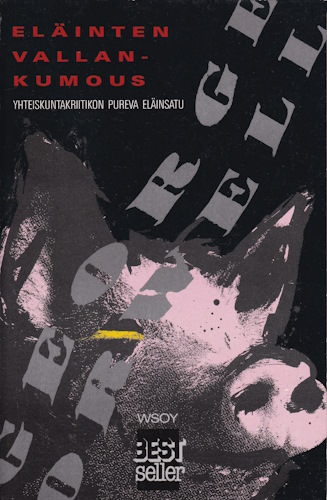 ELÄINTEN
VALLAN-
KUMOUS
YHTEISKUNTAKRIITIKON PUREVA ELÄINSATU
GEORGE
ORWELL
WSOY
BEST
seller